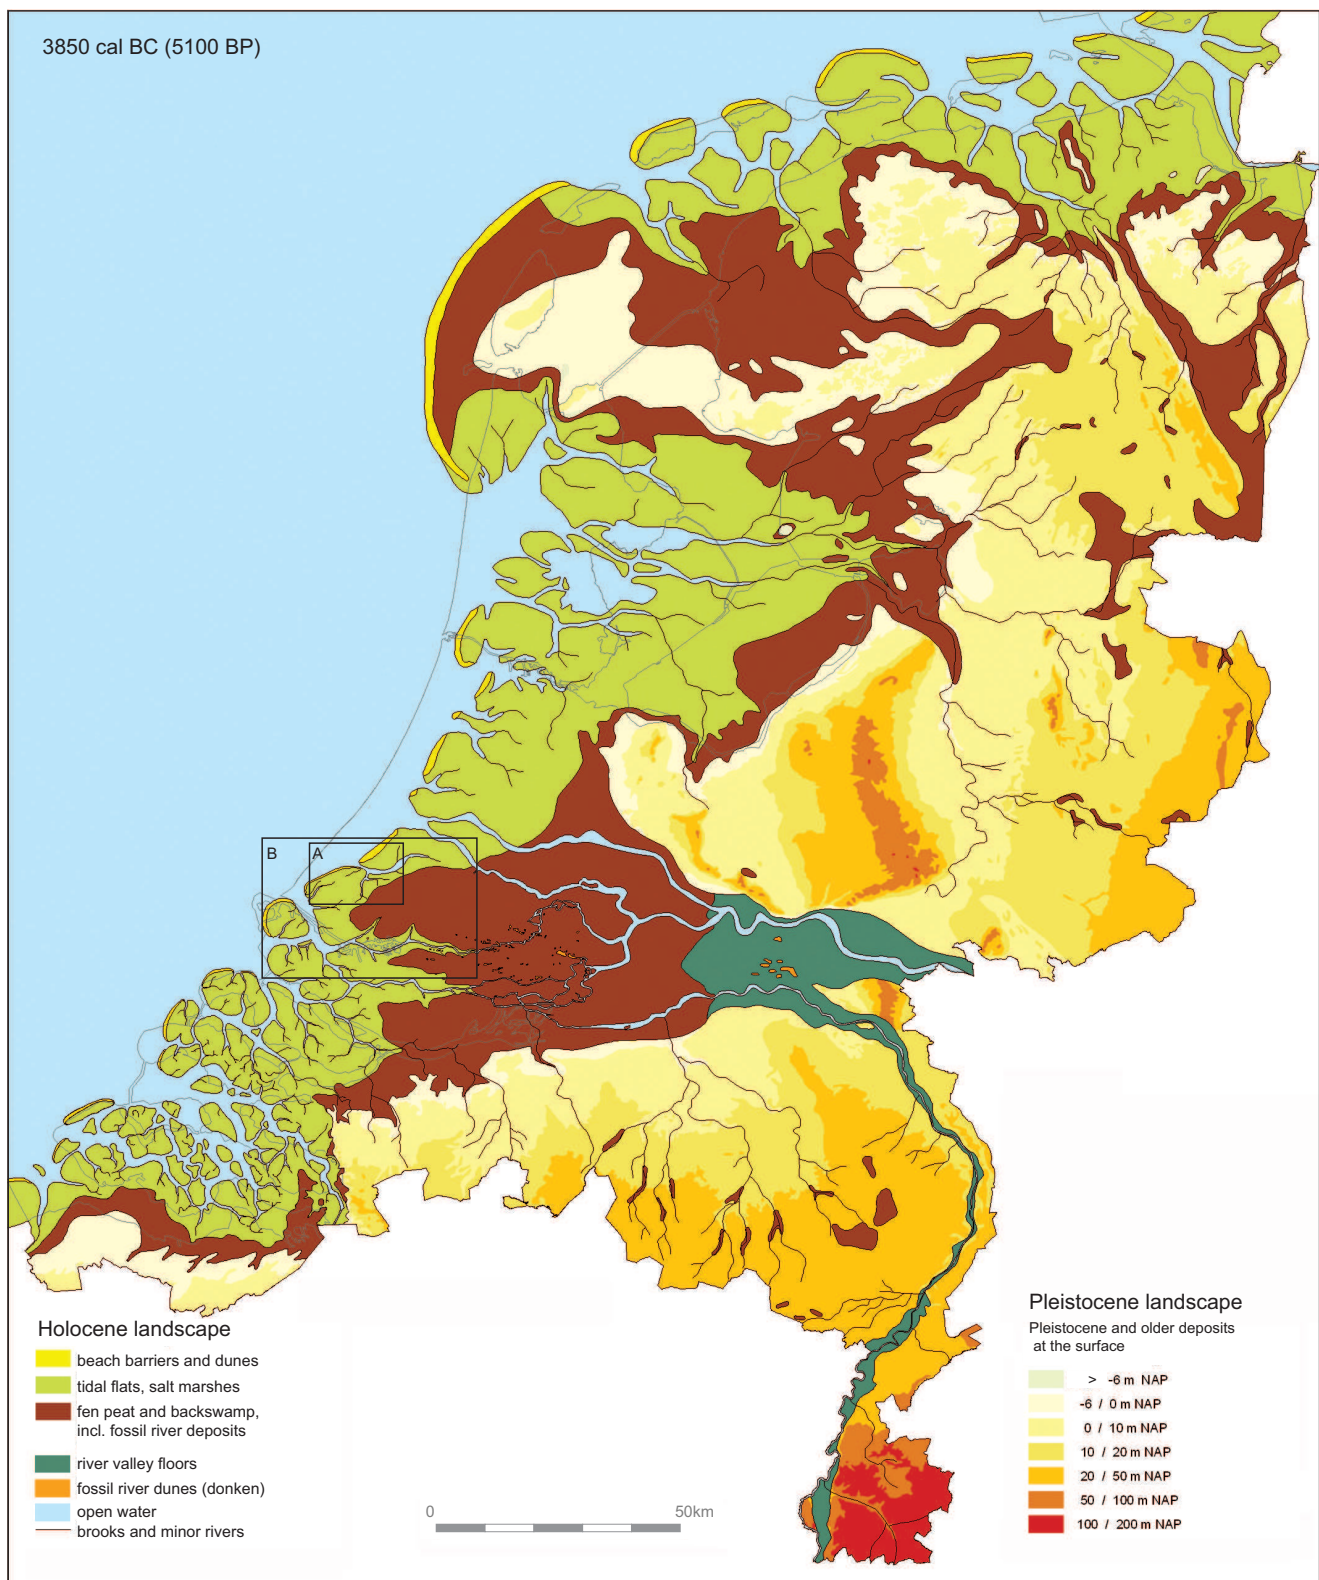 3850 cal BC (5100 BP)
B
A
Holocene landscape
beach barriers and dunes
tidal flats, salt marshes
fen peat and backswamp,
incl. fossil river deposits
river valley floors
fossil river dunes (donken)
open water
brooks and minor rivers
0
50km
Pleistocene landscape
Pleistocene and older deposits
at the surface
> -6 m NAP
-6 / 0 m NAP
0 / 10 m NAP
10 / 20 m NAP
20 / 50 m NAP
50 / 100 m NAP
100 / 200 m NAP